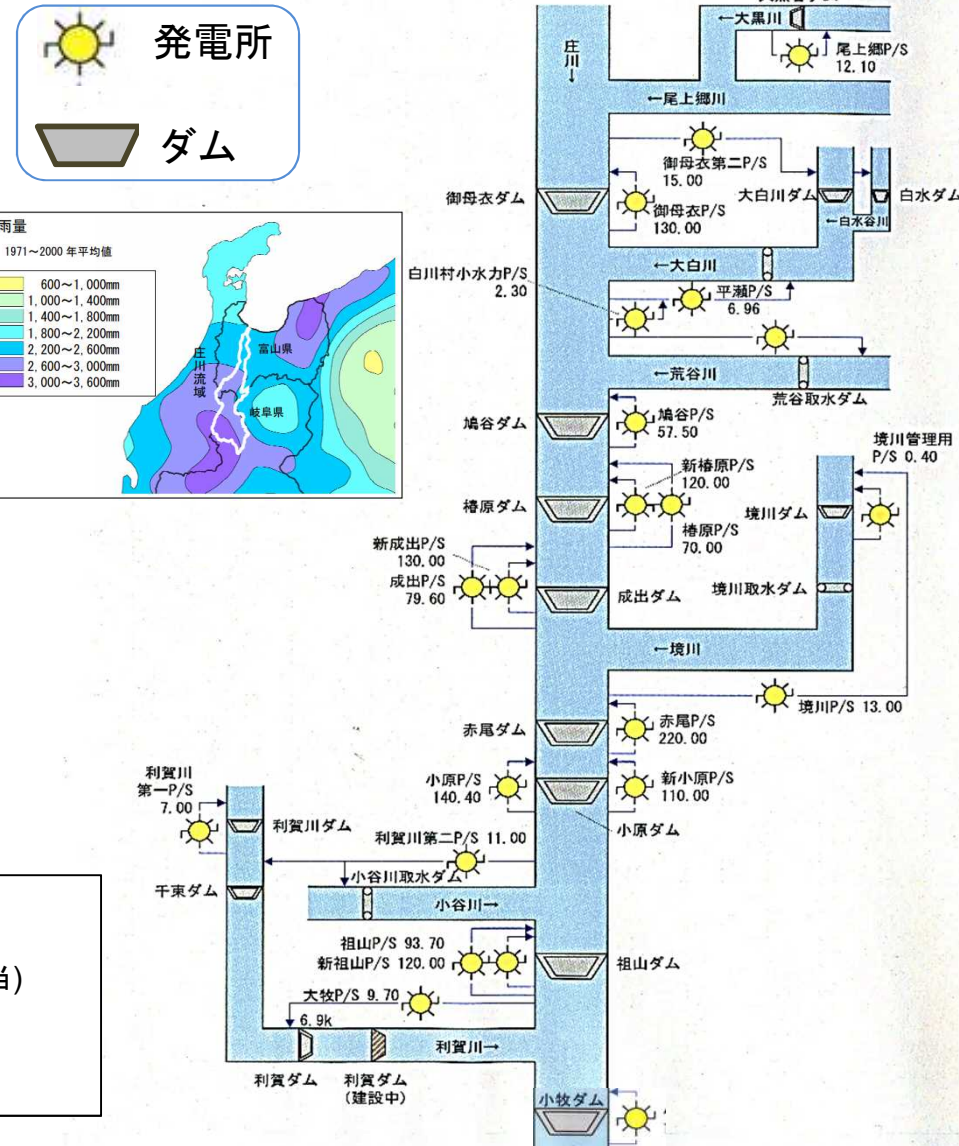 発電所
ダム
雨量
1971～2000 年平均値
600～1,000mm
1,000～1,400mm
1,400～1,800mm
1,800～2,200mm
2,200～2,600mm
2,600～3,000mm
3,000～3,600mm
庄川流域
富山県
岐阜県
庄川→
←大黒川
尾上郷P/S
12.10
←尾上郷川
御母衣第二P/S
15.00
御母衣ダム
御母衣P/S
130.00
大白川ダム
白水ダム
←白水谷川
←大白川
白川村小水力P/S
2.30
平瀬P/S
6.96
←荒谷川
荒谷取水ダム
鳩谷ダム
鳩谷P/S
57.50
境川管理用
P/S 0.40
新椿原P/S
120.00
椿原ダム
椿原P/S
70.00
境川ダム
新成出P/S
130.00
成出P/S
79.60
成出ダム
境川取水ダム
←境川
境川P/S 13.00
赤尾ダム
赤尾P/S
220.00
利賀川
第一P/S
7.00
小原P/S
140.40
新小原P/S
110.00
小原ダム
利賀川ダム
利賀川第二P/S 11.00
小谷川取水ダム
千束ダム
小谷川→
祖山P/S 93.70
新祖山P/S 120.00
祖山ダム
大牧P/S 9.70
6.9k
利賀川→
利賀ダム
利賀ダム
(建設中)
小牧ダム